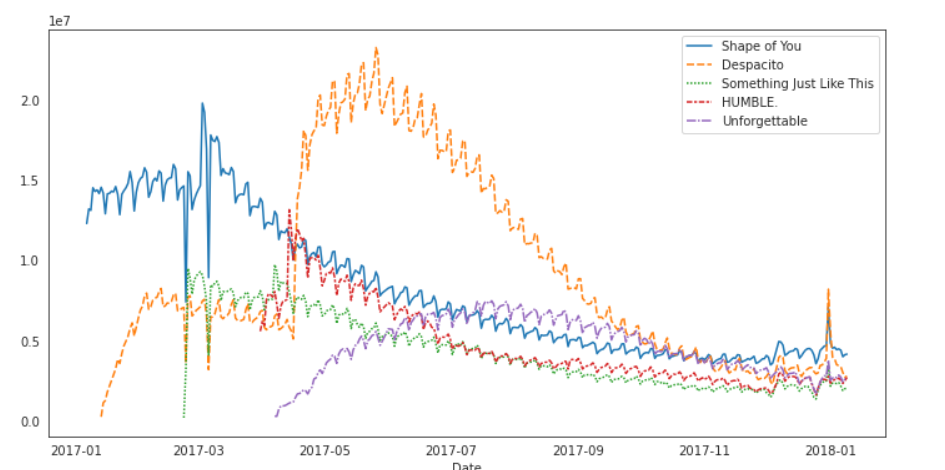 1e7
Shape of You
Despacito
Something Just Like This
HUMBLE.
Unforgettable
2.0
1.5
1.0
0.5
0.0
2017-01 2017-03 2017-05 2017-07 2017-09 2017-11 2018-01
Date